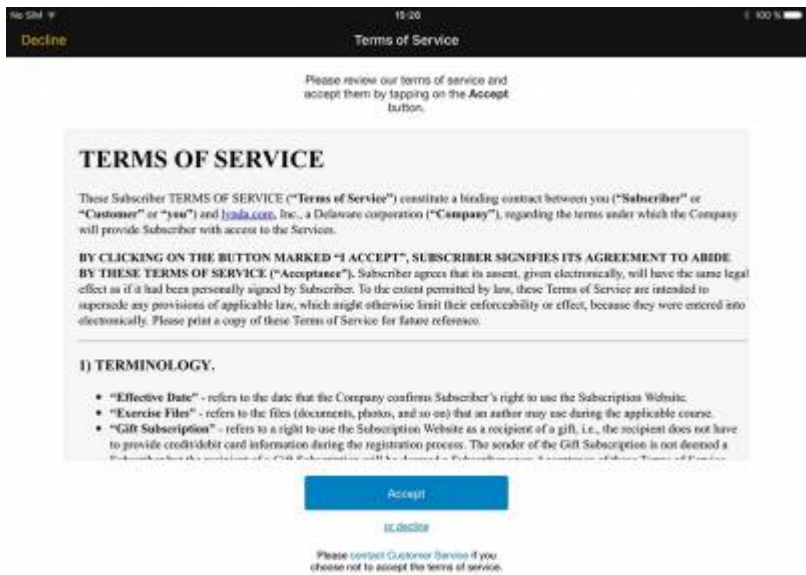 No SIM
15:26
100 %
Decline
Terms of Service
Please review our terms of service and
accept them by tapping on the Accept
button.
TERMS OF SERVICE
These Subscriber TERMS OF SERVICE (“Terms of Service”) constitute a binding contract between you (“Subscriber” or
“Customer” or “you”) and lynda.com, Inc., a Delaware corporation (“Company”), regarding the terms under which the Company
will provide Subscriber with access to the Services.
BY CLICKING ON THE BUTTON MARKED “I ACCEPT”, SUBSCRIBER SIGNIFIES ITS AGREEMENT TO ABIDE
BY THESE TERMS OF SERVICE (“Acceptance”). Subscriber agrees that its assent, given electronically, will have the same legal
effect as if it had been personally signed by Subscriber. To the extent permitted by law, these Terms of Service are intended to
supersede any provisions of applicable law, which might otherwise limit their enforceability or effect, because they were entered into
electronically. Please print a copy of these Terms of Service for future reference.
1) TERMINOLOGY.
• “Effective Date” - refers to the date that the Company confirms Subscriber’s right to use the Subscription Website.
• “Exercise Files” - refers to the files (documents, photos, and so on) that an author may use during the applicable course.
• “Gift Subscription” - refers to a right to use the Subscription Website as a recipient of a gift, i.e., the recipient does not have
to provide credit/debit card information during the registration process. The sender of the Gift Subscription is not deemed a
Accept
or decline
Please contact Customer Service if you
choose not to accept the terms of service.